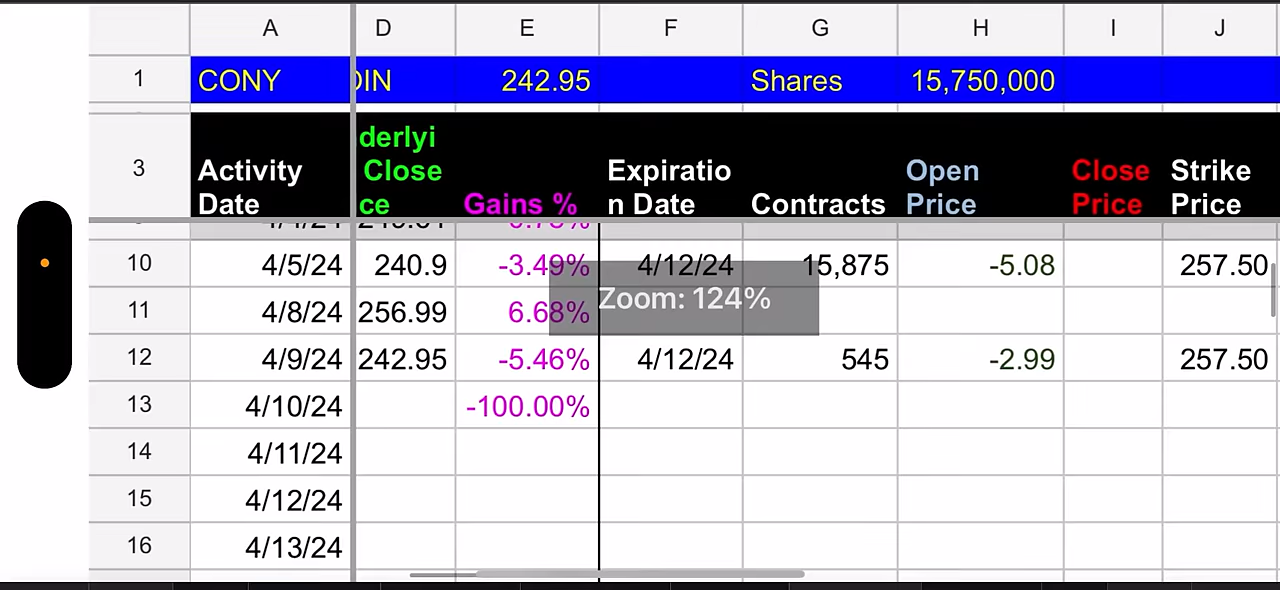 A D E F G H I J
1 CONY OIN 242.95 Shares 15,750,000
3 Activity Date derlyi Close ce Gains % Expiratio n Date Contracts Open Price Close Price Strike Price
10 4/5/24 240.9 -3.49% 4/12/24 15,875 -5.08 257.50
Zoom: 124%
11 4/8/24 256.99 6.68%
12 4/9/24 242.95 -5.46% 4/12/24 545 -2.99 257.50
13 4/10/24 -100.00%
14 4/11/24
15 4/12/24
16 4/13/24